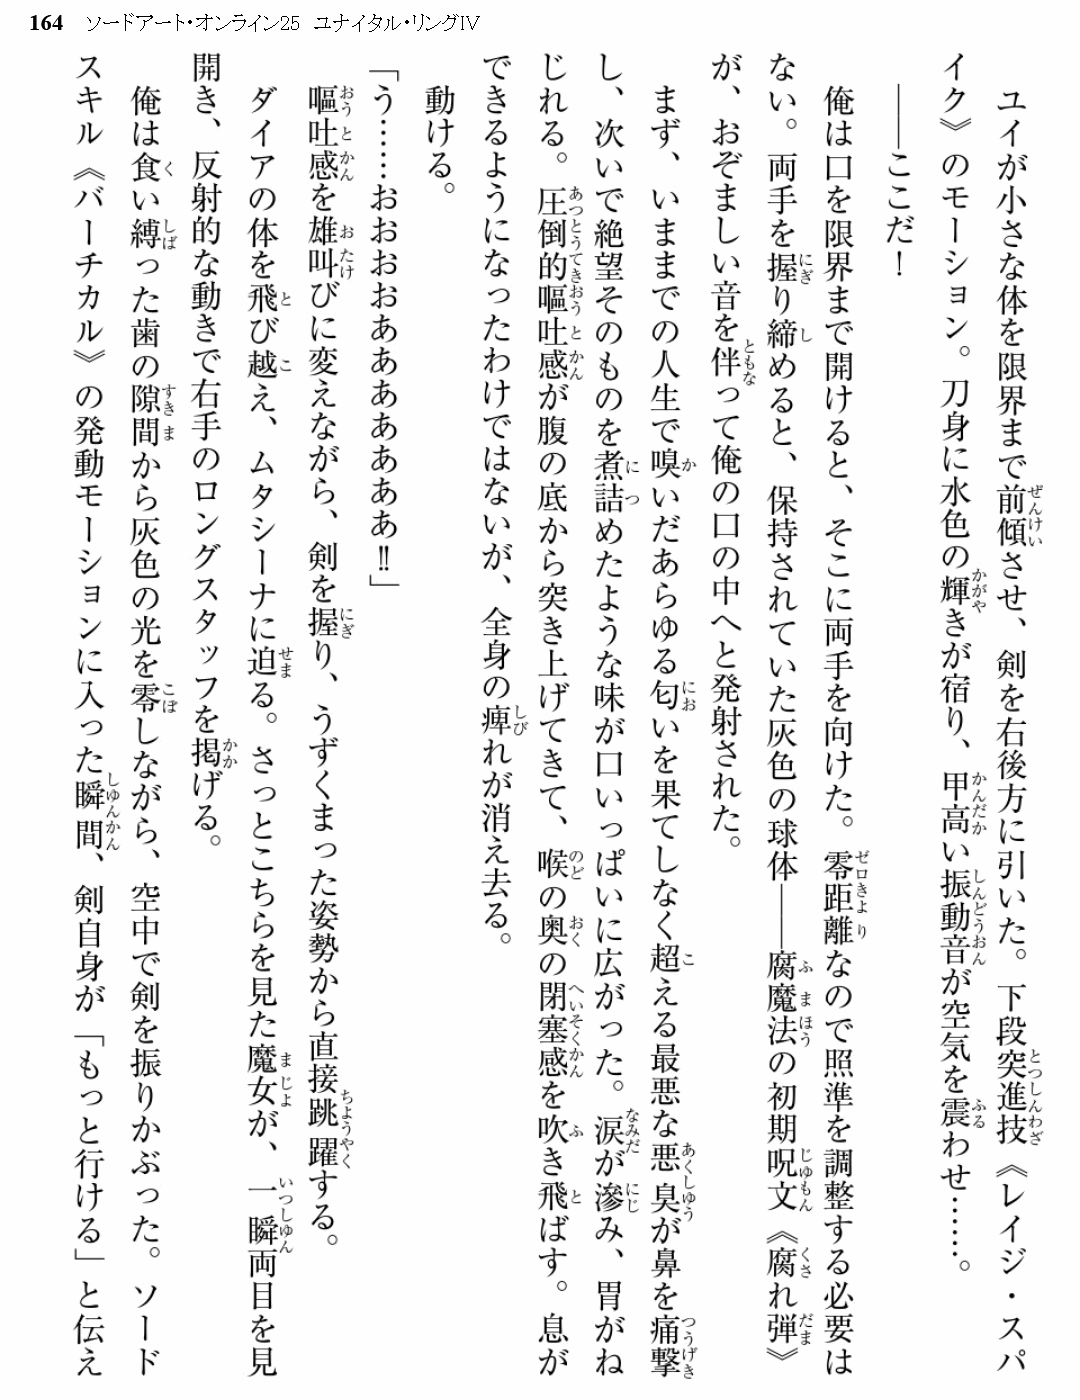 164 ソードアート・オンライン25 ユナイタル・リングIV
ユイが小さな体を限界まで前傾させ、剣を右後方に引いた。下段突進技《レイジ・スパ
イク》のモーション。刀身に水色の輝きが宿り、甲高い振動音が空気を震わせ……。
――ここだ！
俺は口を限界まで開けると、そこに両手を向けた。零距離なので照準を調整する必要は
ない。両手を握り締めると、保持されていた灰色の球体――腐魔法の初期呪文《腐れ弾》
が、おぞましい音を伴って俺の口の中へと発射された。
まず、いままでの人生で嗅いだあらゆる匂いを果てしなく超える最悪な悪臭が鼻を痛撃
し、次いで絶望そのものを煮詰めたような味が口いっぱいに広がった。涙が滲み、胃がね
じれる。圧倒的嘔吐感が腹の底から突き上げてきて、喉の奥の閉塞感を吹き飛ばす。息が
できるようになったわけではないが、全身の痺れが消え去る。
動ける。
「う……おおおおあああああああ‼」
嘔吐感を雄叫びに変えながら、剣を握り、うずくまった姿勢から直接跳躍する。
ダイアの体を飛び越え、ムタシーナに迫る。さっとこちらを見た魔女が、一瞬両目を見
開き、反射的な動きで右手のロングスタッフを掲げる。
俺は食い縛った歯の隙間から灰色の光を零しながら、空中で剣を振りかぶった。ソード
スキル《バーチカル》の発動モーションに入った瞬間、剣自身が「もっと行ける」と伝え